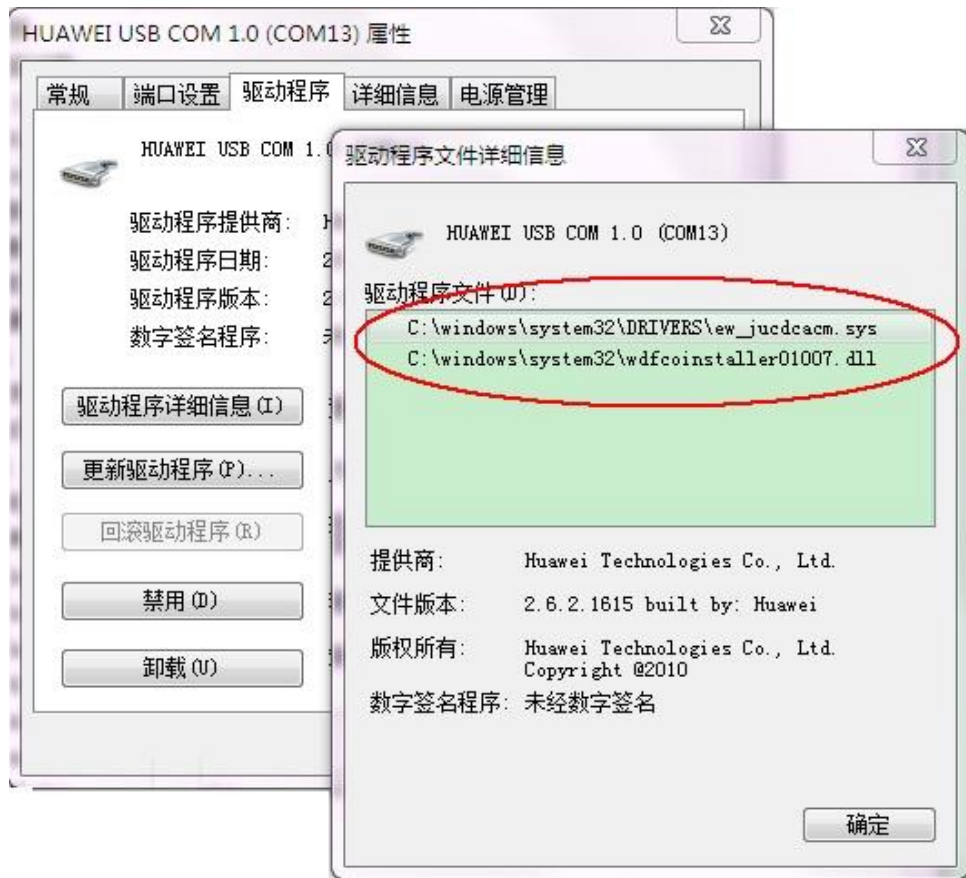 HUAWEI USB COM 1.0 (COM13) 属性
常规 端口设置 驱动程序 详细信息 电源管理
HUAWEI USB COM 1.0
驱动程序提供商:
驱动程序日期: 2
驱动程序版本: 2
数字签名程序:
驱动程序详细信息(I)
更新驱动程序(P)...
回滚驱动程序(R)
禁用(D)
卸载(U)
驱动程序文件详细信息
HUAWEI USB COM 1.0 (COM13)
驱动程序文件(D):
C:\windows\system32\DRIVERS\ew_jucdcacm.sys
C:\windows\system32\wdfcoinstaller01007.dll
提供商: Huawei Technologies Co., Ltd.
文件版本: 2.6.2.1615 built by: Huawei
版权所有: Huawei Technologies Co., Ltd.
Copyright @2010
数字签名程序: 未经数字签名
确定